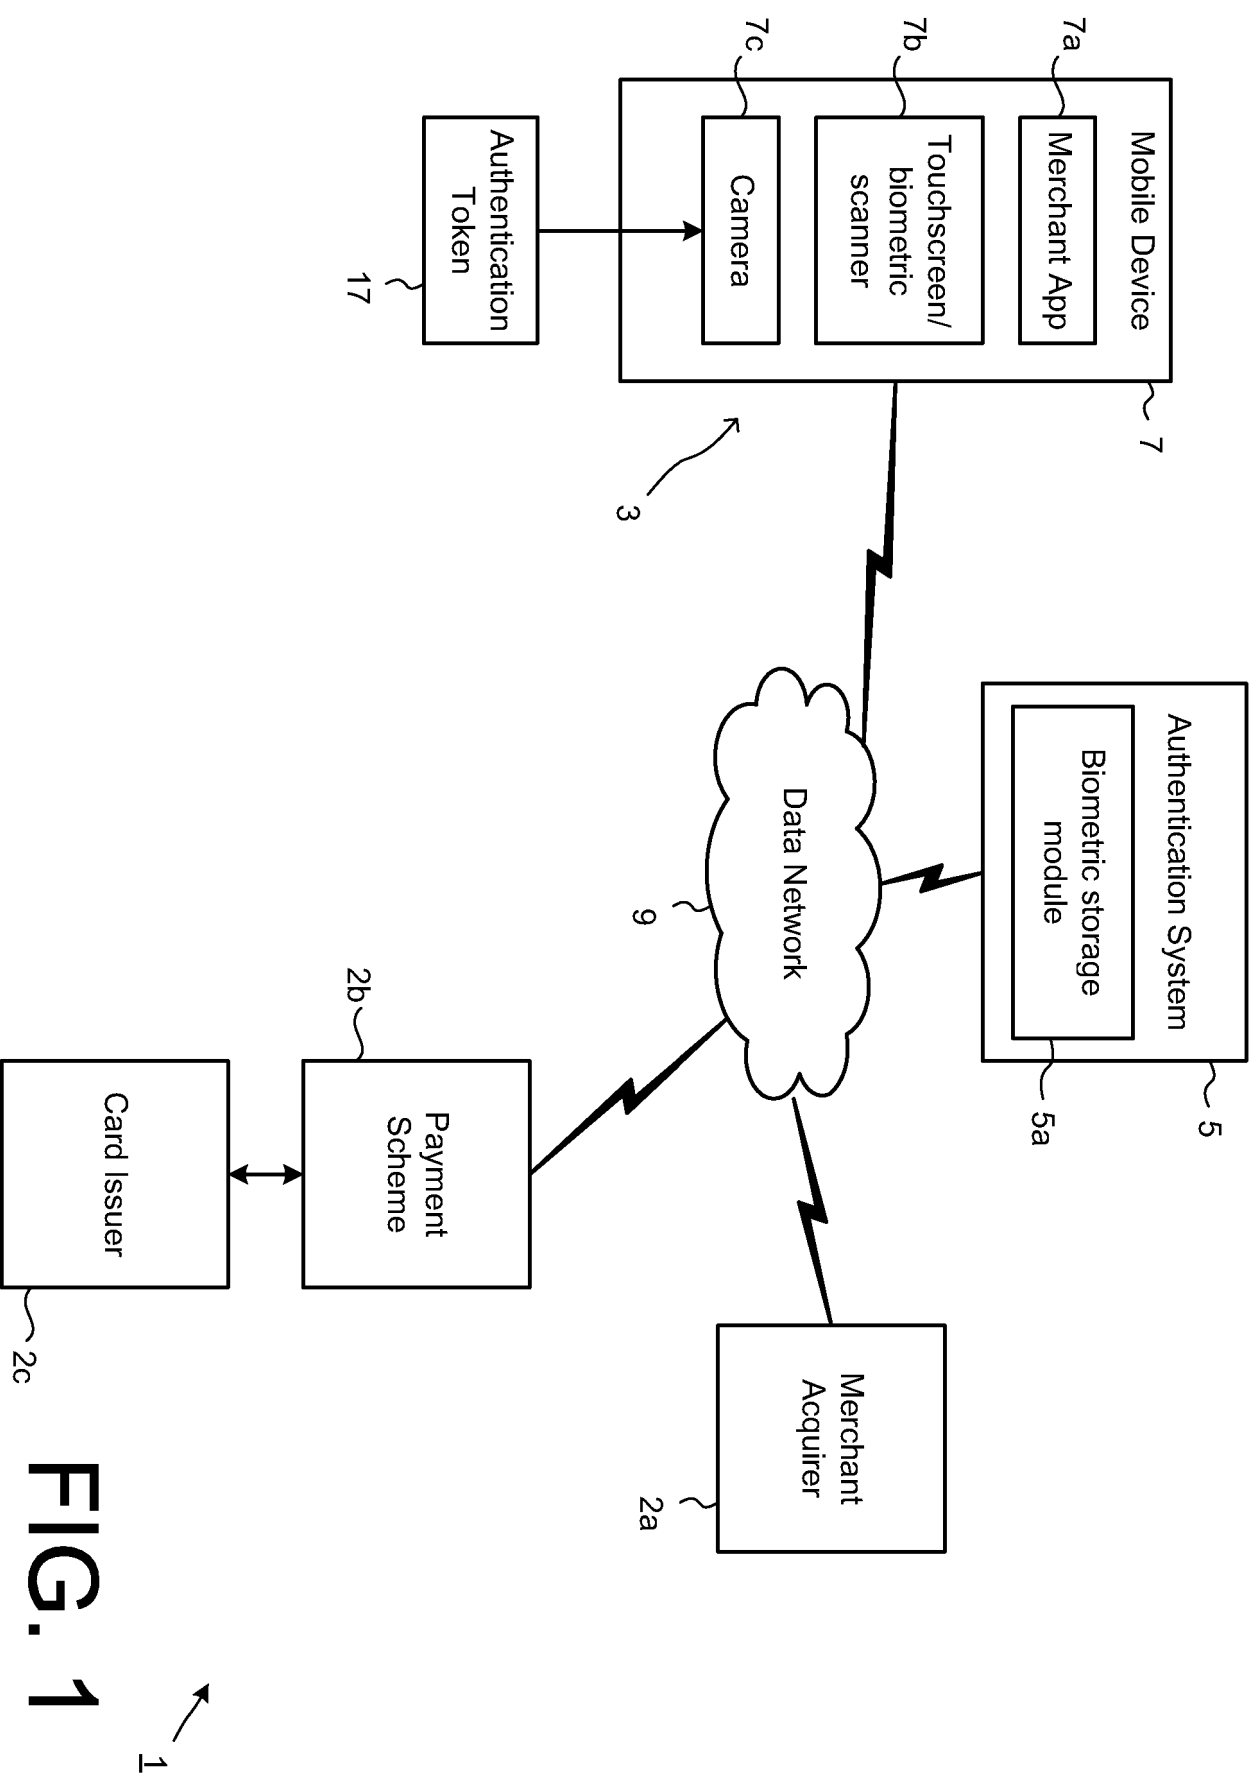 Mobile Device
7
7a
Merchant App
7b
Touchscreen/
biometric
scanner
7c
Camera
Authentication
Token
17
3
Authentication System
5
Biometric storage
module
5a
Data Network
9
Merchant
Acquirer
2a
2b
Payment
Scheme
Card Issuer
2c
FIG. 1
1